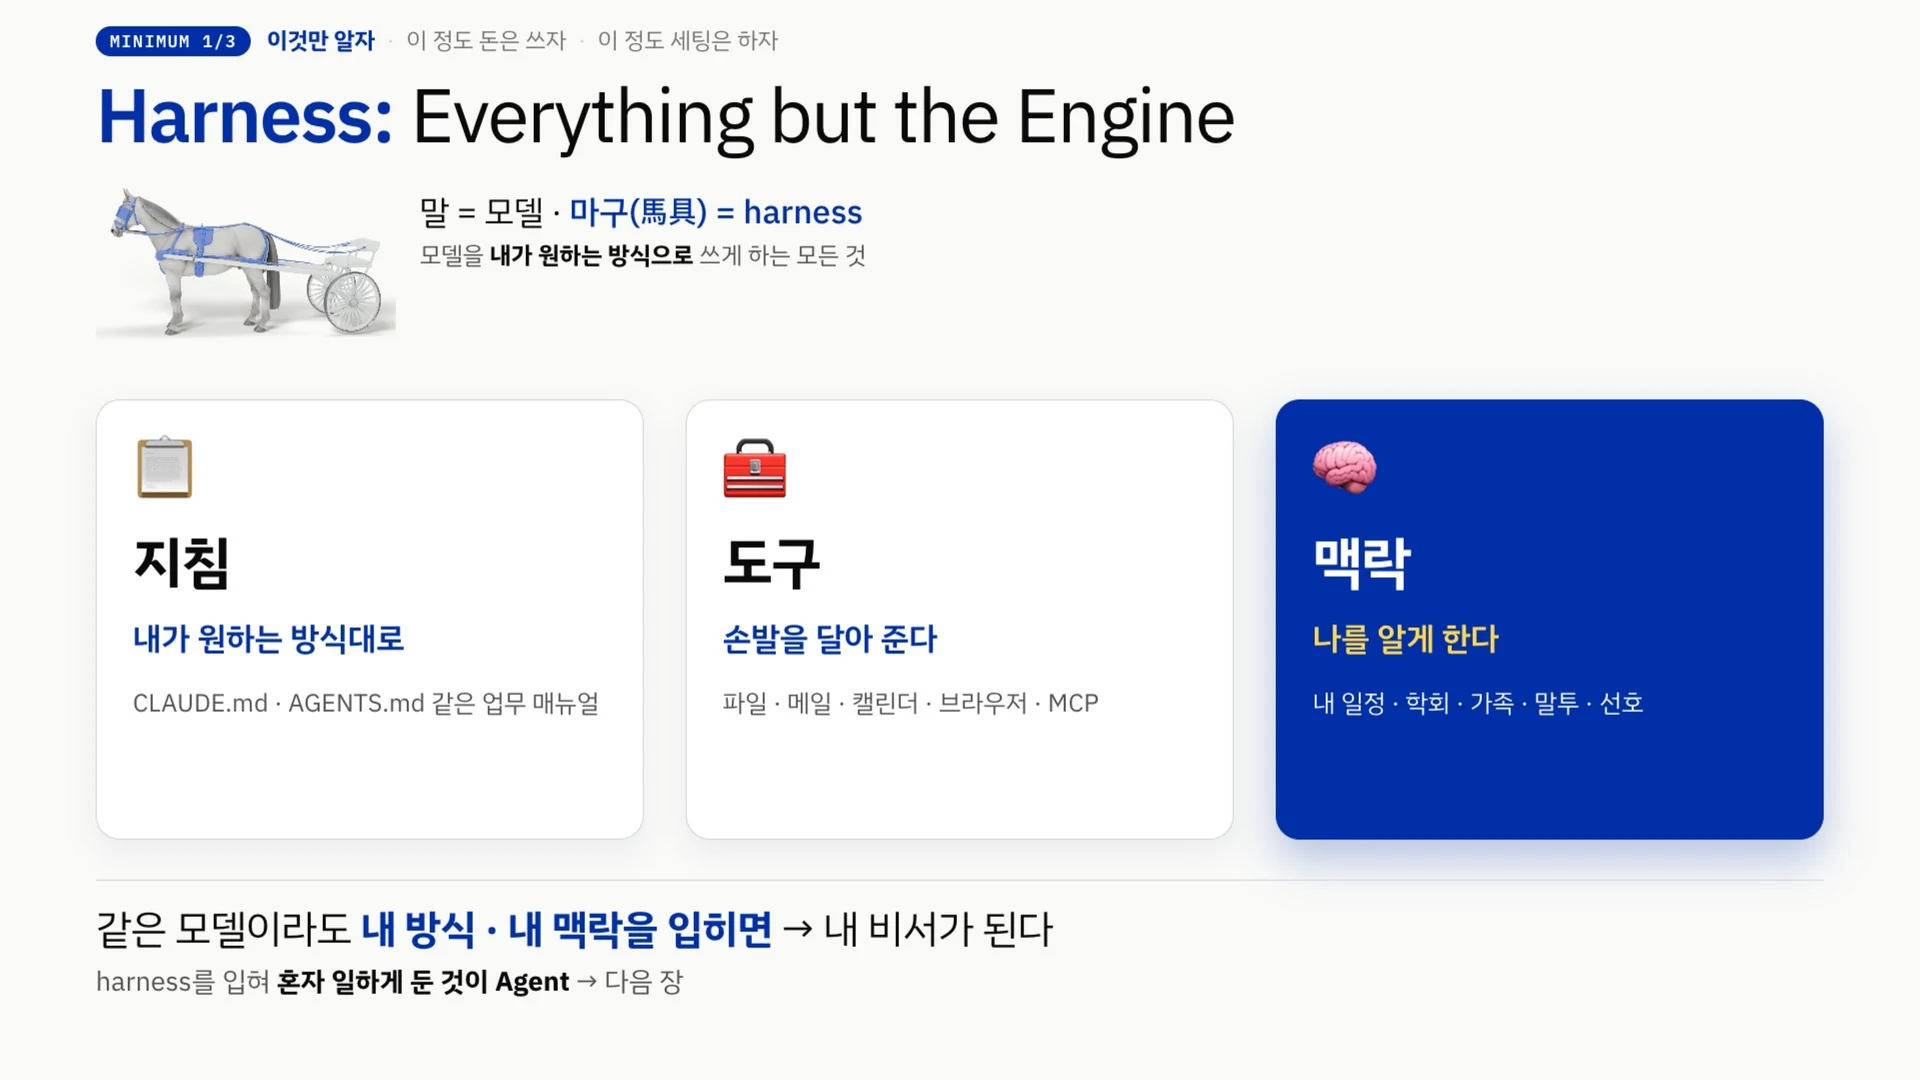 MINIMUM 1/3 이것만 알자 · 이 정도 돈은 쓰자 · 이 정도 세팅은 하자
Harness: Everything but the Engine
말 = 모델 · 마구(馬具) = harness
모델을 내가 원하는 방식으로 쓰게 하는 모든 것
지침
내가 원하는 방식대로
CLAUDE.md · AGENTS.md 같은 업무 매뉴얼
도구
손발을 달아 준다
파일 · 메일 · 캘린더 · 브라우저 · MCP
맥락
나를 알게 한다
내 일정 · 학회 · 가족 · 말투 · 선호
같은 모델이라도 내 방식 · 내 맥락을 입히면 → 내 비서가 된다
harness를 입혀 혼자 일하게 둔 것이 Agent → 다음 장